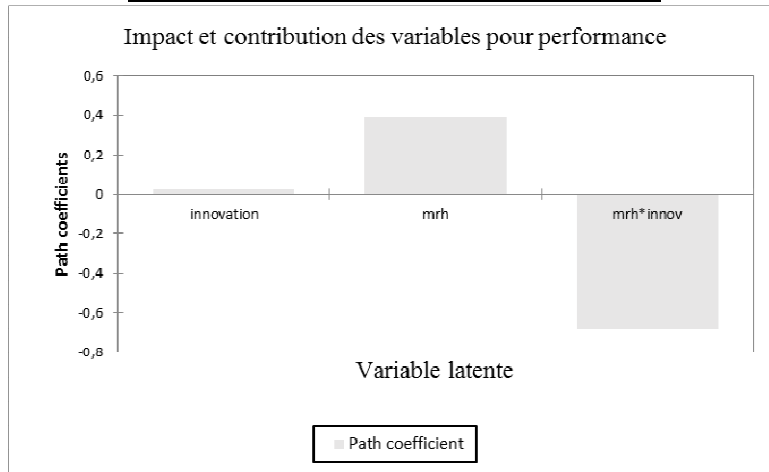 Impact et contribution des variables pour performance
0,6
0,4
0,2
0
-0,2
-0,4
-0,6
-0,8
Path coefficients
innovation
mrh
mrh*innov
Variable latente
Path coefficient